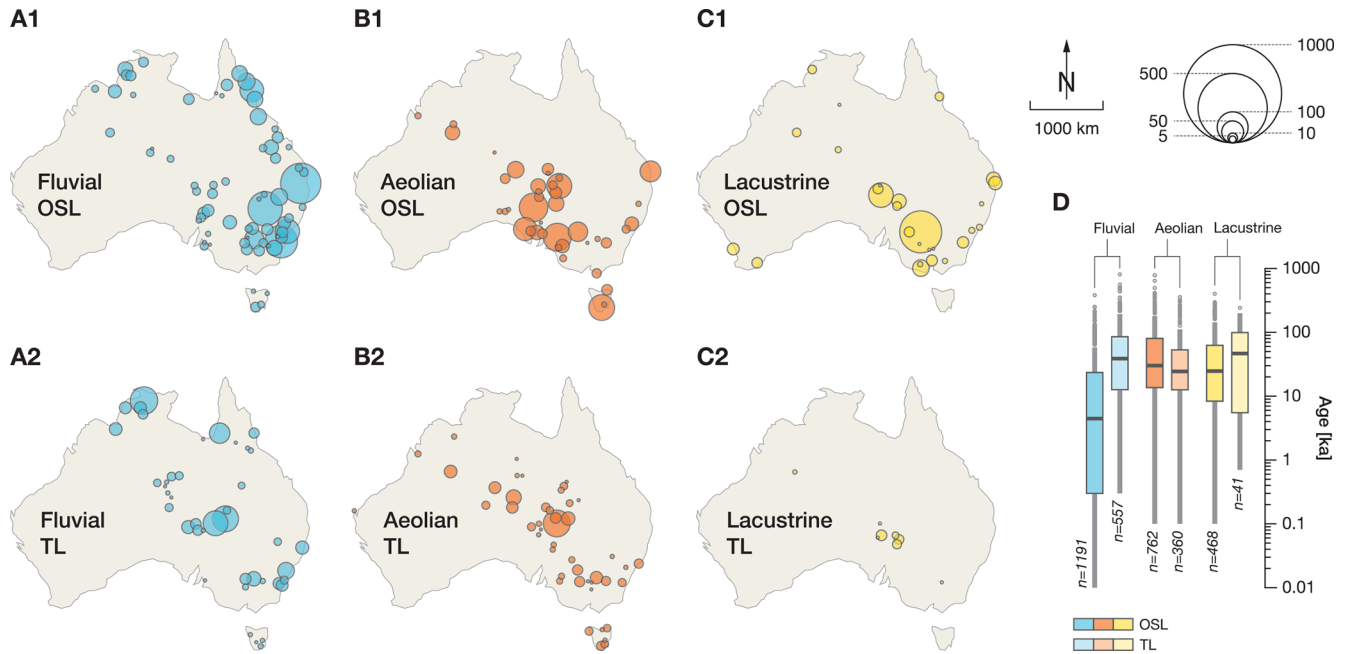 A1
B1
C1
Fluvial
OSL
Aeolian
OSL
Lacustrine
OSL
N
1000 km
1000
500
100
50
10
5
A2
B2
C2
Fluvial
TL
Aeolian
TL
Lacustrine
TL
D
Fluvial
Aeolian
Lacustrine
1000
100
10
1
0.1
0.01
Age [ka]
n=1191
n=557
n=762
n=360
n=468
n=41
OSL
TL